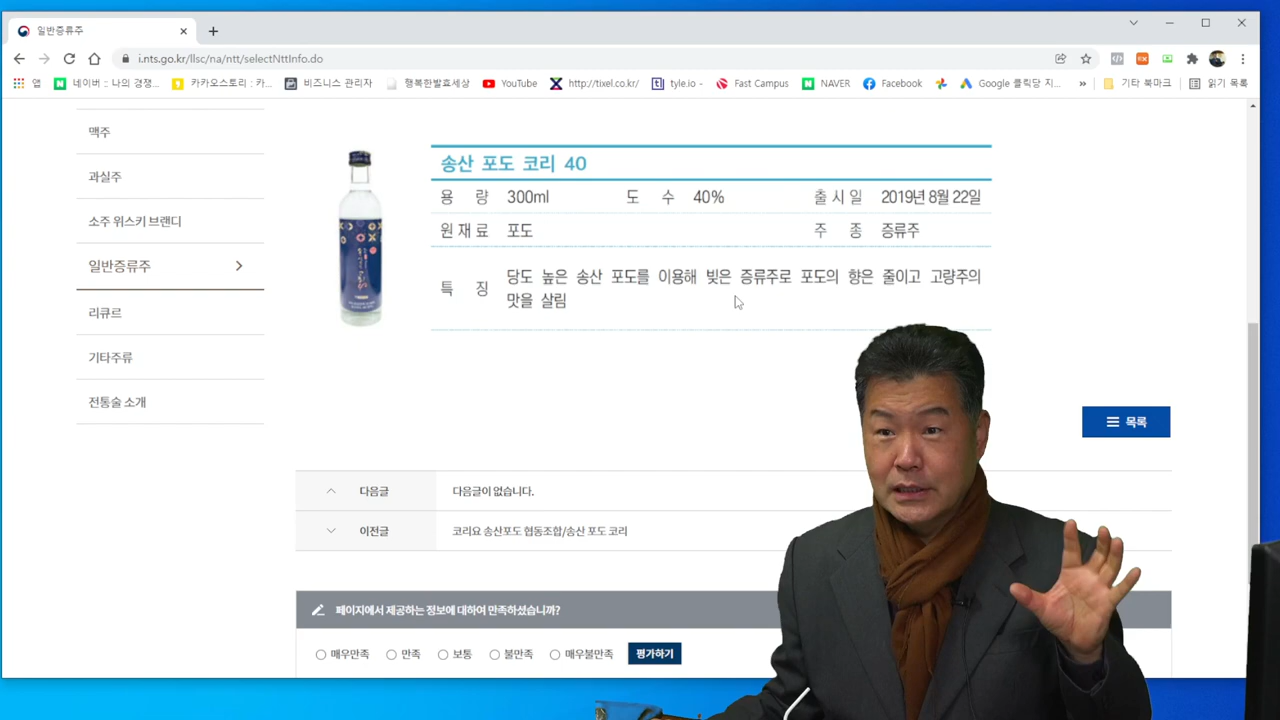 일반증류주
i.nts.go.kr/llsc/na/ntt/selectNttInfo.do
앱 네이버 :: 나의 경쟁... 카카오스토리 : 카... 비즈니스 관리자 행복한발효세상 YouTube http://tixel.co.kr/ tyle.io - Fast Campus NAVER Facebook Google 클릭당 지... » 기타 북마크 읽기 목록
맥주
과실주
소주 위스키 브랜디
일반증류주
리큐르
기타주류
전통술 소개
송산 포도 코리 40
용 량 300ml 도 수 40% 출시일 2019년 8월 22일
원재료 포도 주 종 증류주
특 징 당도 높은 송산 포도를 이용해 빚은 증류주로 포도의 향은 줄이고 고량주의
맛을 살림
목록
다음글 다음글이 없습니다.
이전글 코리요 송산포도 협동조합/송산 포도 코리
페이지에서 제공하는 정보에 대하여 만족하셨습니까?
매우만족 만족 보통 불만족 매우불만족 평가하기